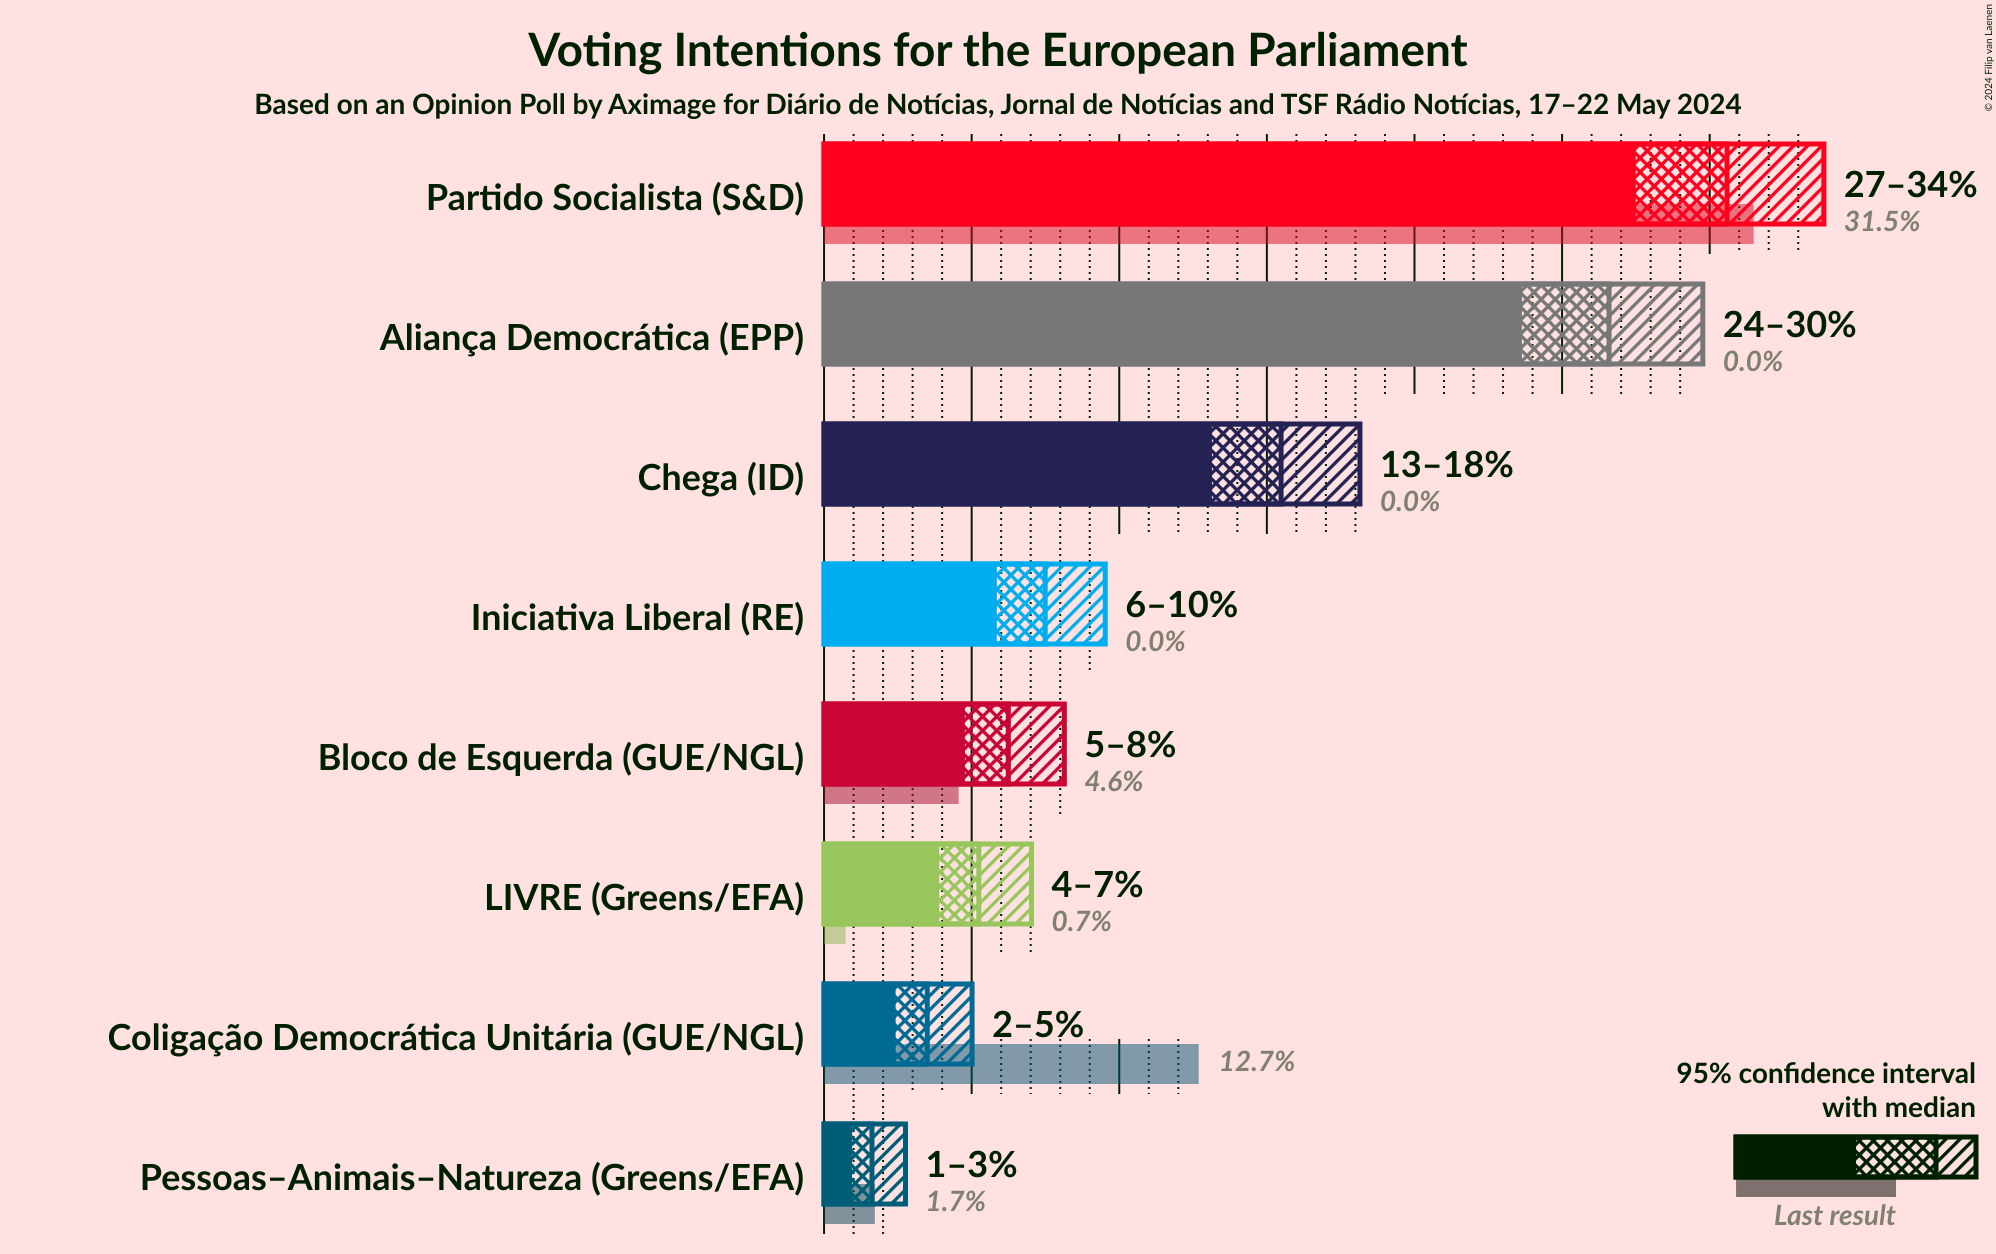 Voting Intentions for the European Parliament
Based on an Opinion Poll by Aximage for Diário de Notícias, Jornal de Notícias and TSF Rádio Notícias, 17–22 May 2024
© 2024 Filip van Laenen
Partido Socialista (S&D)
27–34%
31.5%
Aliança Democrática (EPP)
24–30%
0.0%
Chega (ID)
13–18%
0.0%
Iniciativa Liberal (RE)
6–10%
0.0%
Bloco de Esquerda (GUE/NGL)
5–8%
4.6%
LIVRE (Greens/EFA)
4–7%
0.7%
Coligação Democrática Unitária (GUE/NGL)
2–5%
12.7%
Pessoas–Animais–Natureza (Greens/EFA)
1–3%
1.7%
95% confidence interval
with median
Last result